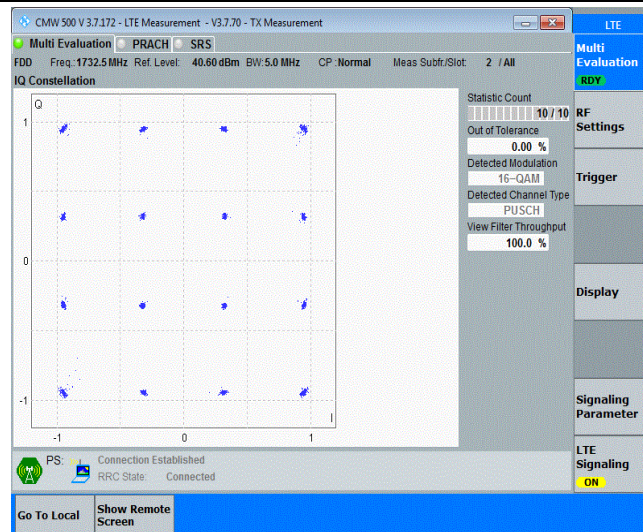 CMW 500 V 3.7.172 - LTE Measurement - V3.7.70 - TX Measurement
LTE
Multi Evaluation PRACH SRS
FDD Freq.: 1732.5 MHz Ref. Level: 40.60 dBm BW: 5.0 MHz CP : Normal Meas Subfr./Slot: 2 / All
IQ Constellation
Q
1
0
-1
-1 0 1
I
Statistic Count
10 / 10
Out of Tolerance
0.00 %
Detected Modulation
16-QAM
Detected Channel Type
PUSCH
View Filter Throughput
100.0 %
Multi
Evaluation
RDY
RF
Settings
Trigger
Display
Signaling
Parameter
LTE
Signaling
ON
PS: Connection Established
RRC State: Connected
Go To Local
Show Remote
Screen